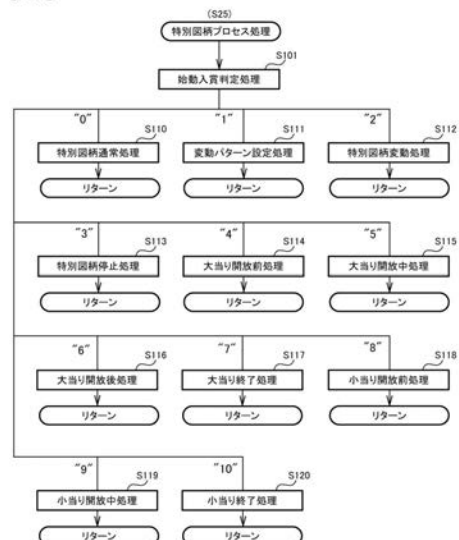 (S25)
特別図柄プロセス処理
S101
始動入賞判定処理
"0" "1" "2"
S110 S111 S112
特別図柄通常処理 変動パターン設定処理 特別図柄変動処理
リターン リターン リターン
"3" "4" "5"
S113 S114 S115
特別図柄停止処理 大当り開放前処理 大当り開放中処理
リターン リターン リターン
"6" "7" "8"
S116 S117 S118
大当り開放後処理 大当り終了処理 小当り開放前処理
リターン リターン リターン
"9" "10"
S119 S120
小当り開放中処理 小当り終了処理
リターン リターン